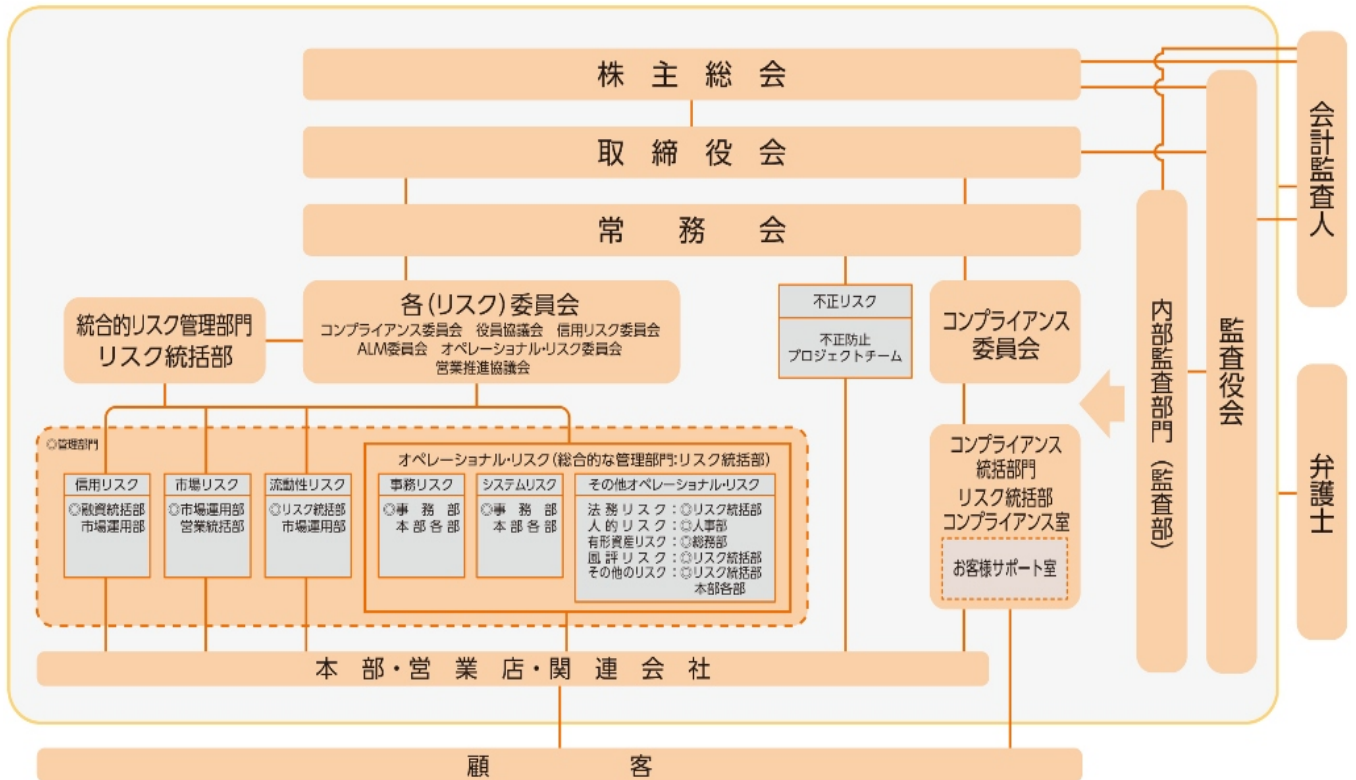 株主総会
取締役会
常務会
統合的リスク管理部門
リスク統括部
各(リスク)委員会
コンプライアンス委員会 役員協議会 信用リスク委員会
ALM委員会 オペレーショナル・リスク委員会
営業推進協議会
不正リスク
不正防止
プロジェクトチーム
コンプライアンス
委員会
◎管理部門
信用リスク
◎融資統括部
市場運用部
市場リスク
◎市場運用部
営業統括部
流動性リスク
◎リスク統括部
市場運用部
オペレーショナル・リスク(総合的な管理部門:リスク統括部)
事務リスク
◎事務部
本部各部
システムリスク
◎事務部
本部各部
その他オペレーショナル・リスク
法務リスク:◎リスク統括部
人的リスク:◎人事部
有形資産リスク:◎総務部
風評リスク:◎リスク統括部
その他のリスク:◎リスク統括部
本部各部
コンプライアンス
統括部門
リスク統括部
コンプライアンス室
お客様サポート室
内部監査部門(監査部)
監査役会
会計監査人
弁護士
本部・営業店・関連会社
顧客